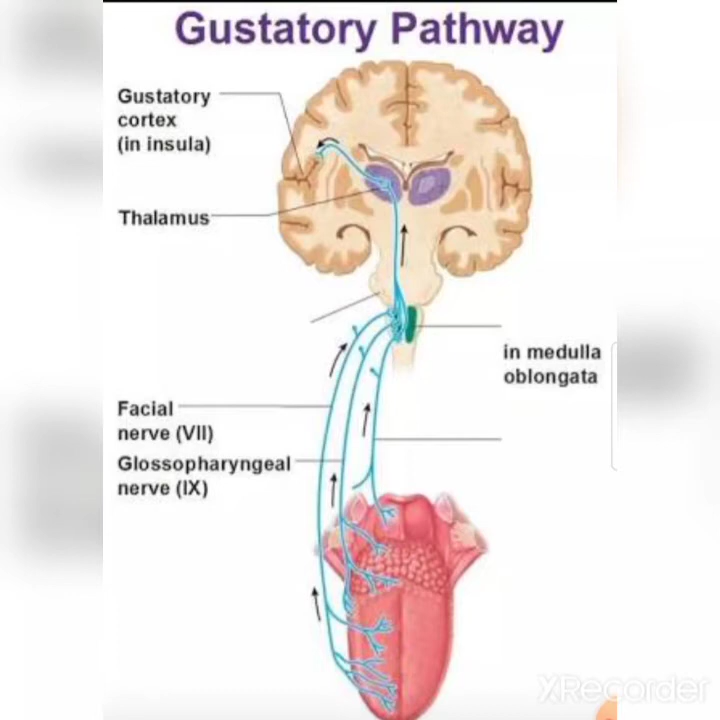 Gustatory Pathway
Gustatory
cortex
(in insula)
Thalamus
in medulla
oblongata
Facial
nerve (VII)
Glossopharyngeal
nerve (IX)
XRecorder